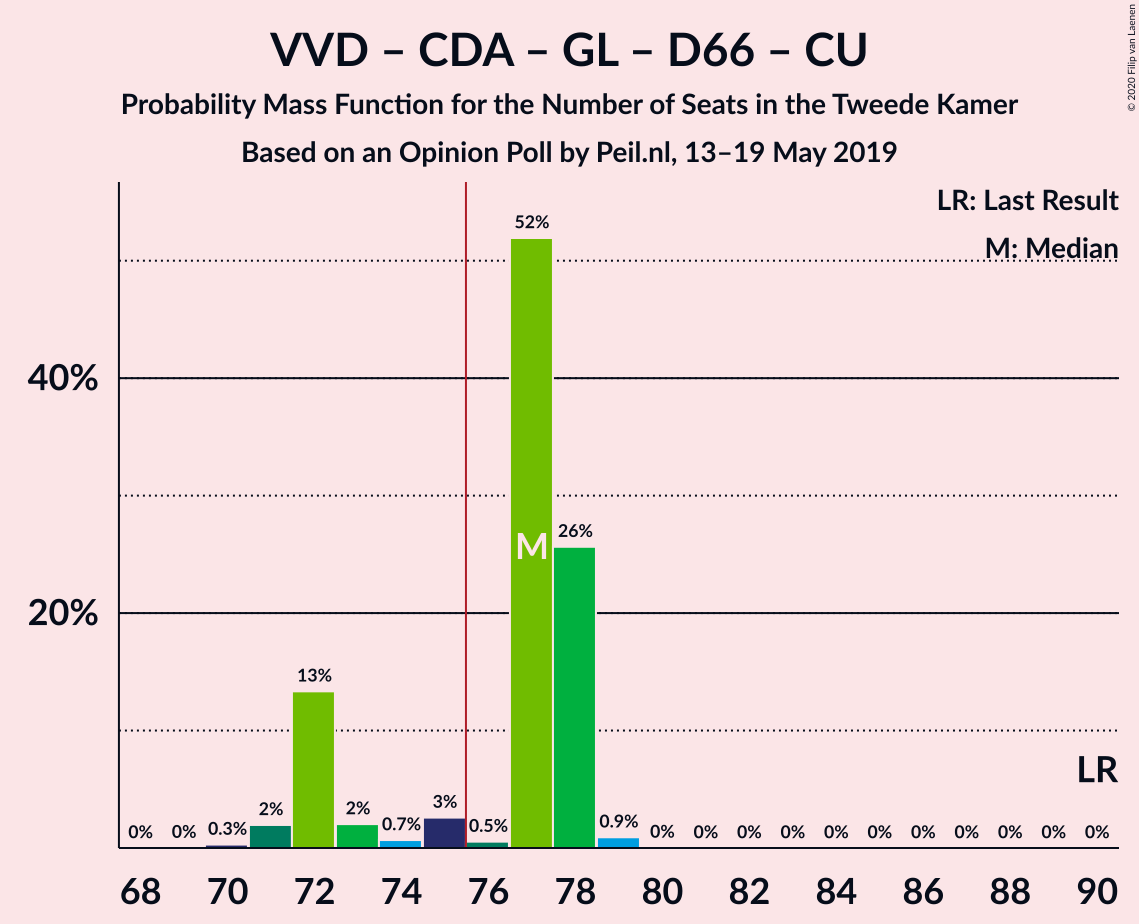 VVD – CDA – GL – D66 – CU
Probability Mass Function for the Number of Seats in the Tweede Kamer
Based on an Opinion Poll by Peil.nl, 13–19 May 2019
© 2020 Filip van Laenen
LR: Last Result
M: Median
52%
40%
26%
M
20%
13%
LR
0% 0% 0.3% 2% 2% 0.7% 3% 0.5% 0.9% 0% 0% 0% 0% 0% 0% 0% 0% 0% 0% 0%
68 70 72 74 76 78 80 82 84 86 88 90